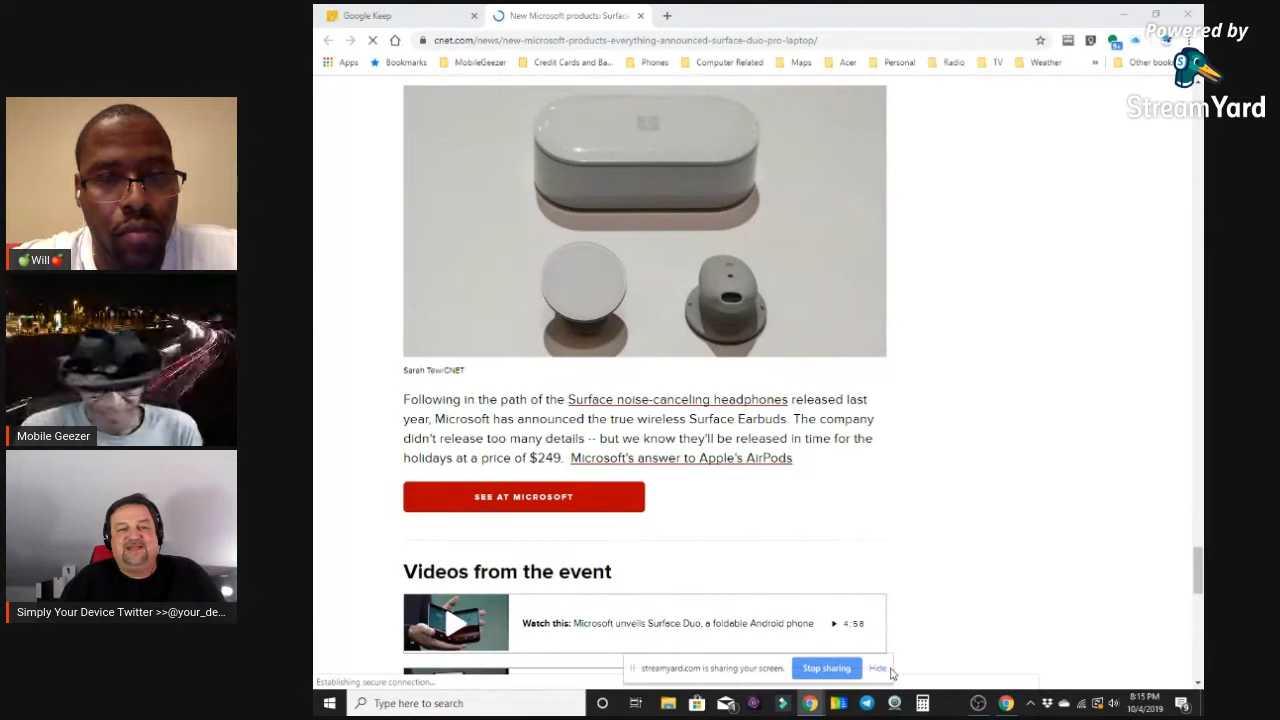 Google Keep
New Microsoft products: Surface
Powered by
StreamYard
cnet.com/news/new-microsoft-products-everything-announced-surface-duo-pro-laptop/
Apps Bookmarks MobileGeezer Credit Cards and Ba... Phones Computer Related Maps Acer Personal Radio TV Weather » Other book
Sarah Tew/CNET
🍏Will🍎
Following in the path of the Surface noise-canceling headphones released last
year, Microsoft has announced the true wireless Surface Earbuds. The company
didn't release too many details -- but we know they'll be released in time for the
holidays at a price of $249. Microsoft's answer to Apple's AirPods
Mobile Geezer
SEE AT MICROSOFT
Videos from the event
Watch this: Microsoft unveils Surface Duo, a foldable Android phone 4:58
Simply Your Device Twitter >>@your_de...
streamyard.com is sharing your screen. Stop sharing Hide
Establishing secure connection...
Type here to search
8:15 PM
10/4/2019